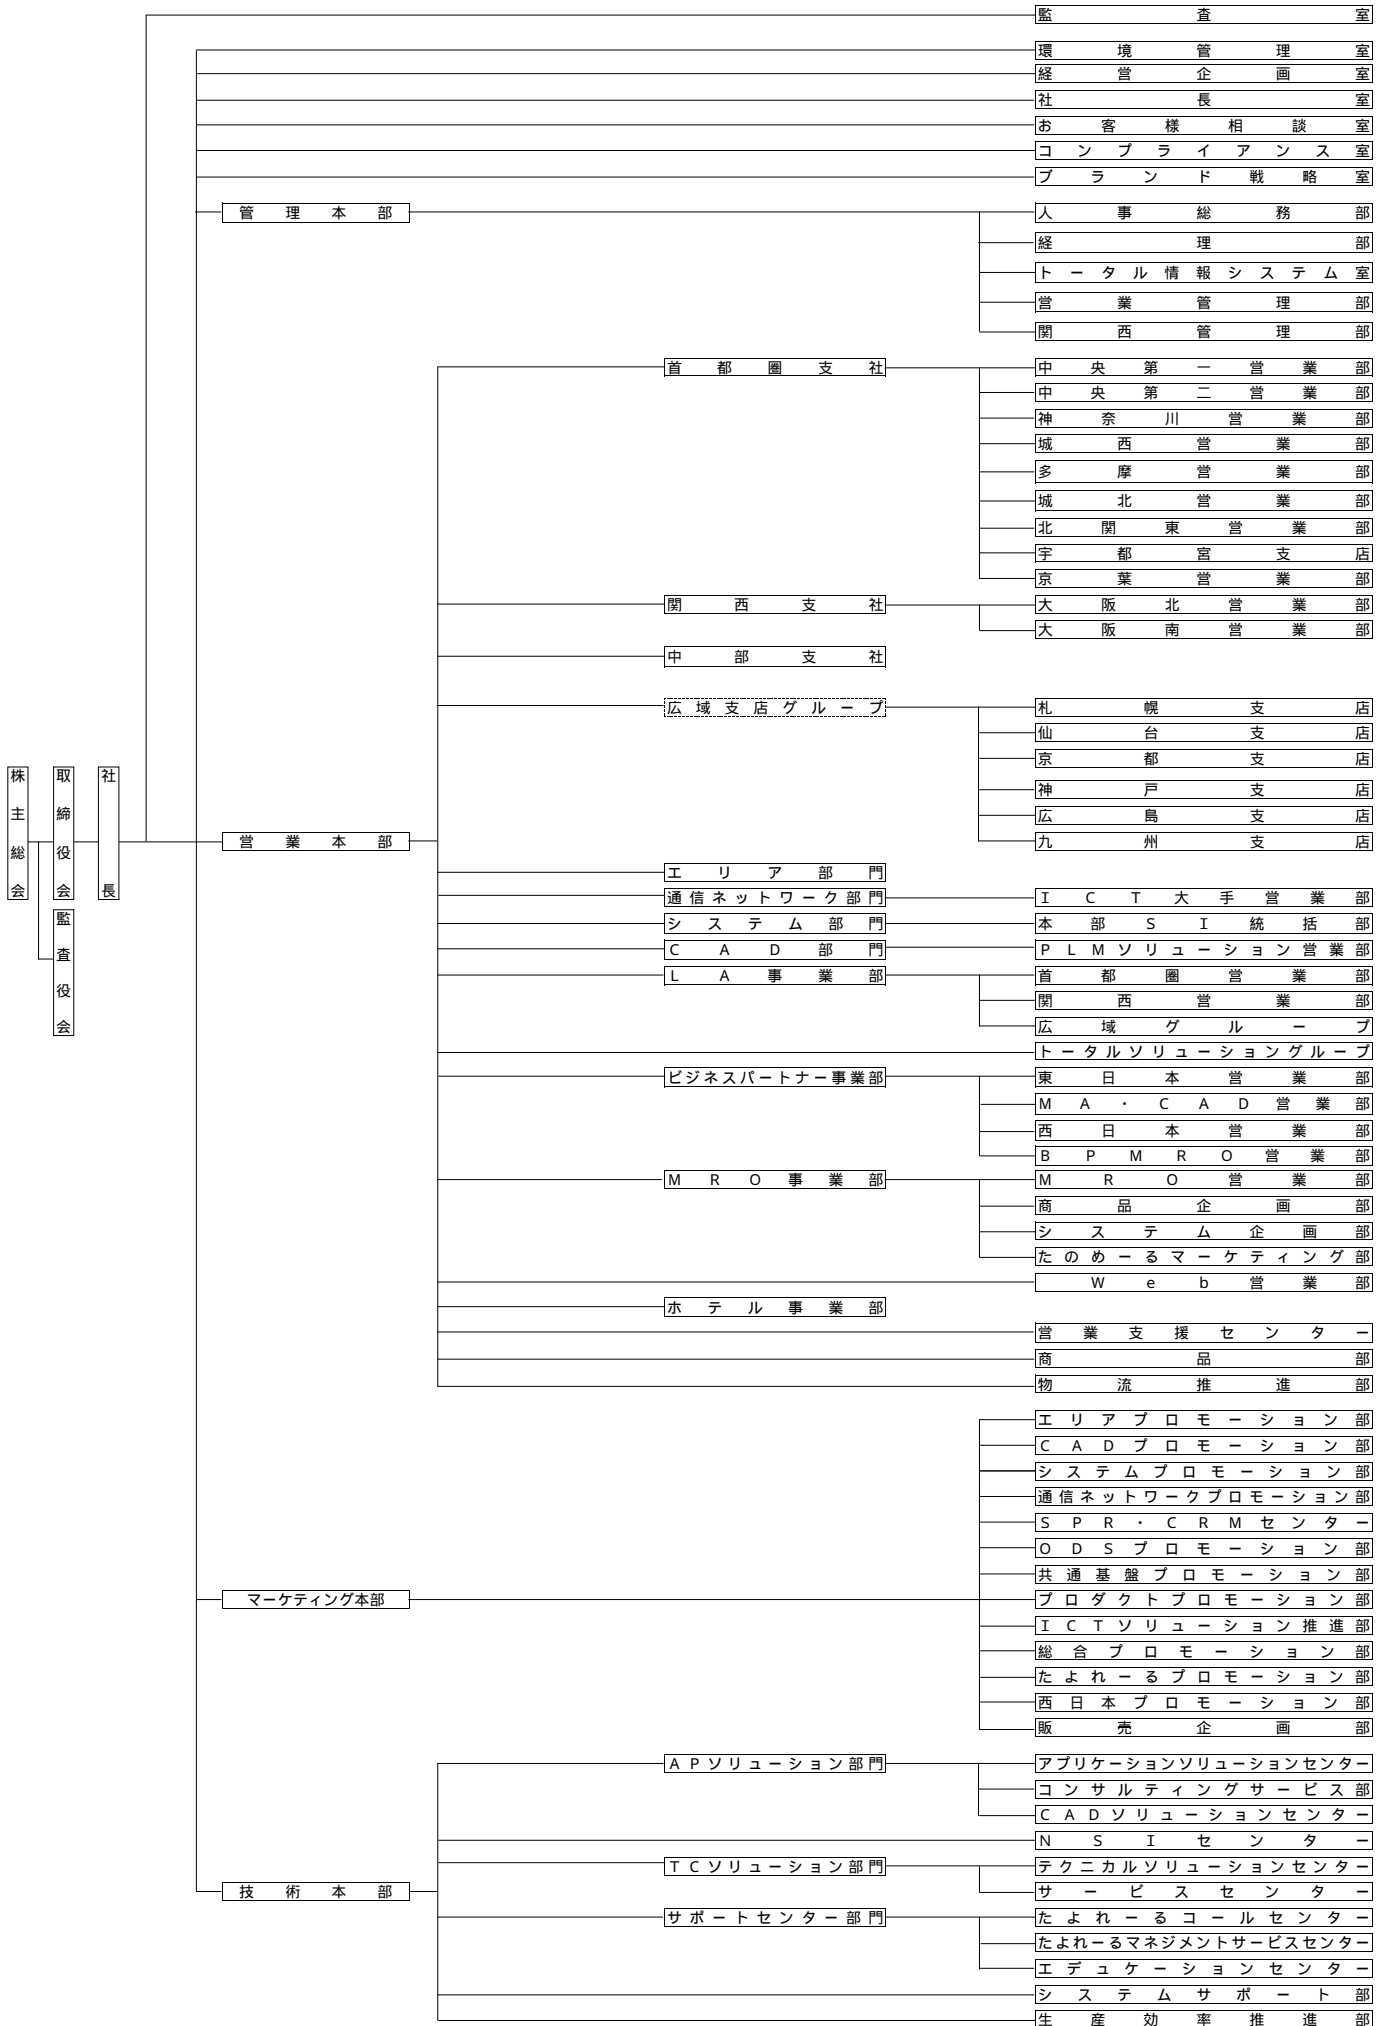 監査室
環境管理室
経営企画室
社長室
お客様相談室
コンプライアンス室
ブランド戦略室
管理本部
人事総務部
経理部
トータル情報システム室
営業管理部
関西管理部
首都圏支社
中央第一営業部
中央第二営業部
神奈川営業部
城西営業部
多摩営業部
城北営業部
北関東営業部
宇都宮支店
京葉営業部
関西支社
大阪北営業部
大阪南営業部
中部支社
広域支店グループ
札幌支店
仙台支店
京都支店
神戸支店
広島支店
九州支店
株主総会
取締役会
社長
監査役会
営業本部
エリア部門
通信ネットワーク部門
ICT大手営業部
システム部門
本部SI統括部
CAD部門
PLMソリューション営業部
LA事業部
首都圏営業部
関西営業部
広域グループ
トータルソリューショングループ
ビジネスパートナー事業部
東日本営業部
MA・CAD営業部
西日本営業部
BPMRO営業部
MRO事業部
MRO営業部
商品企画部
システム企画部
たのめーるマーケティング部
Web営業部
ホテル事業部
営業支援センター
商品部
物流推進部
エリアプロモーション部
CADプロモーション部
システムプロモーション部
通信ネットワークプロモーション部
SPR・CRMセンター
ODSプロモーション部
共通基盤プロモーション部
マーケティング本部
プロダクトプロモーション部
ICTソリューション推進部
総合プロモーション部
たよれーるプロモーション部
西日本プロモーション部
販売企画部
APソリューション部門
アプリケーションソリューションセンター
コンサルティングサービス部
CADソリューションセンター
NSIセンター
TCソリューション部門
テクニカルソリューションセンター
技術本部
サービスセンター
サポートセンター部門
たよれーるコールセンター
たよれーるマネジメントサービスセンター
エデュケーションセンター
システムサポート部
生産効率推進部